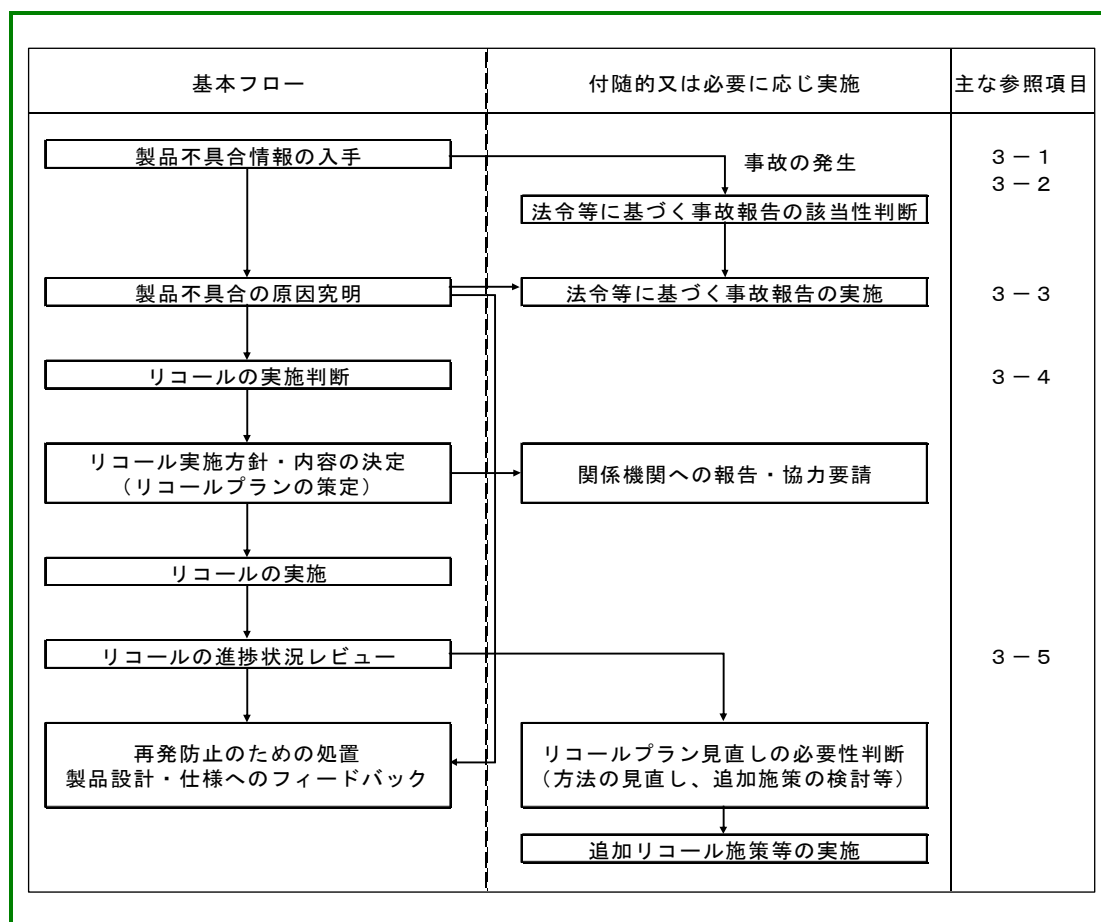 基本フロー
付随的又は必要に応じ実施
主な参照項目
製品不具合情報の入手
事故の発生
３－１
３－２
法令等に基づく事故報告の該当性判断
製品不具合の原因究明
法令等に基づく事故報告の実施
３－３
リコールの実施判断
３－４
リコール実施方針・内容の決定
（リコールプランの策定）
関係機関への報告・協力要請
リコールの実施
リコールの進捗状況レビュー
３－５
再発防止のための処置
製品設計・仕様へのフィードバック
リコールプラン見直しの必要性判断
（方法の見直し、追加施策の検討等）
追加リコール施策等の実施